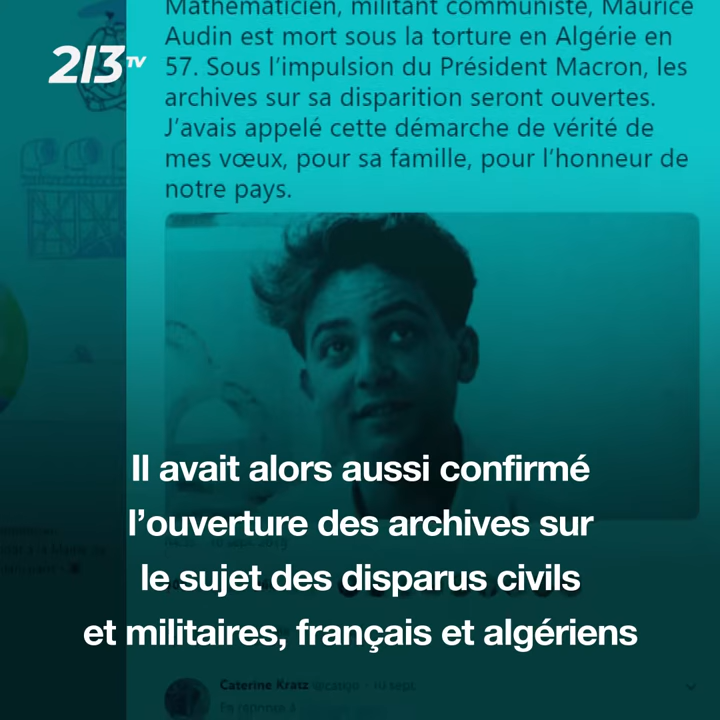 Mathématicien, militant communiste, Maurice
213 TV
Audin est mort sous la torture en Algérie en
57. Sous l'impulsion du Président Macron, les
archives sur sa disparition seront ouvertes.
J'avais appelé cette démarche de vérité de
mes vœux, pour sa famille, pour l'honneur de
notre pays.
Il avait alors aussi confirmé
l'ouverture des archives sur
le sujet des disparus civils
et militaires, français et algériens
Caterine Kratz